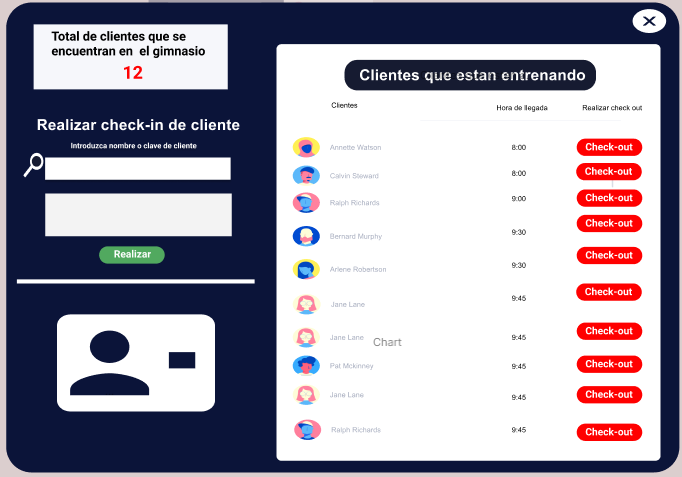 Total de clientes que se
encuentran en el gimnasio
12
Realizar check-in de cliente
Introduzca nombre o clave de cliente
Realizar
Clientes que estan entrenando
Clientes Hora de llegada Realizar check out
Annette Watson 8:00 Check-out
Calvin Steward 8:00 Check-out
Ralph Richards 9:00 Check-out
Bernard Murphy 9:30 Check-out
Arlene Robertson 9:30 Check-out
Jane Lane 9:45 Check-out
Jane Lane Chart 9:45 Check-out
Pat Mckinney 9:45 Check-out
Jane Lane 9:45 Check-out
Ralph Richards 9:45 Check-out